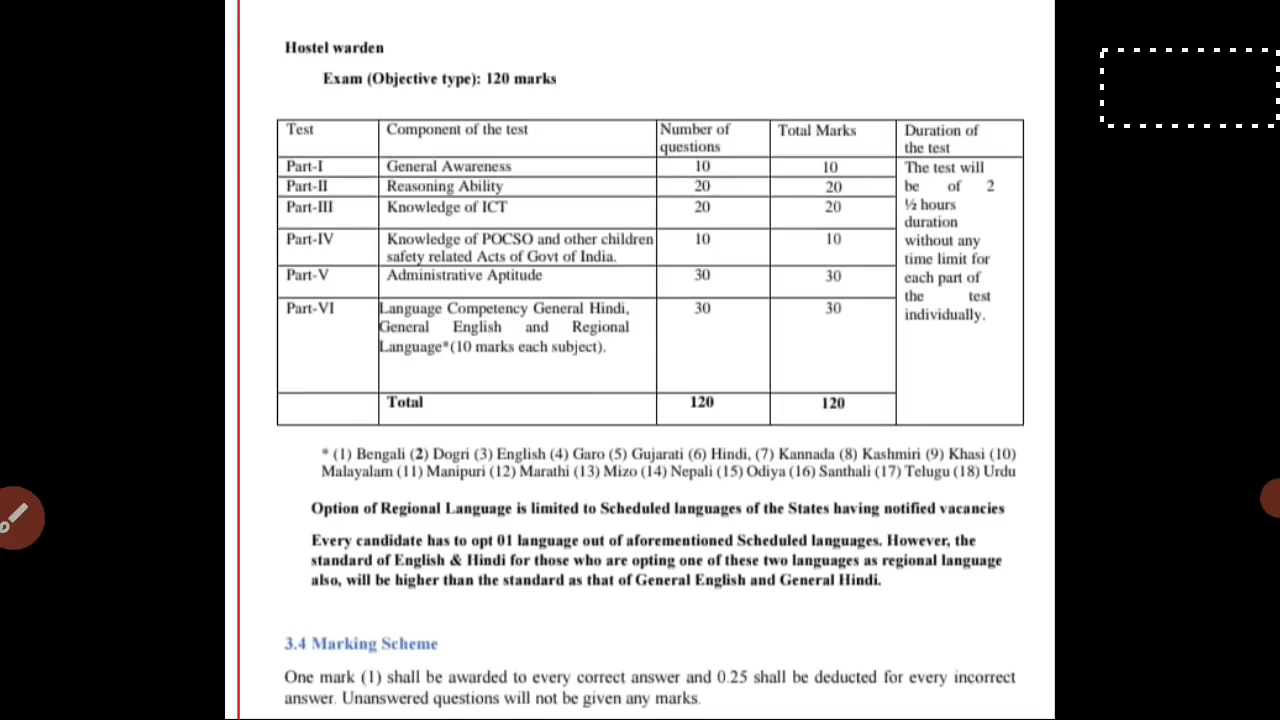 Hostel warden
Exam (Objective type): 120 marks
Test Component of the test Number of questions Total Marks Duration of the test
Part-I General Awareness 10 10
Part-II Reasoning Ability 20 20
Part-III Knowledge of ICT 20 20
Part-IV Knowledge of POCSO and other children safety related Acts of Govt of India. 10 10
Part-V Administrative Aptitude 30 30
Part-VI Language Competency General Hindi, General English and Regional Language*(10 marks each subject). 30 30
Total 120 120
The test will
be of 2
½ hours
duration
without any
time limit for
each part of
the test
individually.
* (1) Bengali (2) Dogri (3) English (4) Garo (5) Gujarati (6) Hindi, (7) Kannada (8) Kashmiri (9) Khasi (10)
Malayalam (11) Manipuri (12) Marathi (13) Mizo (14) Nepali (15) Odiya (16) Santhali (17) Telugu (18) Urdu
Option of Regional Language is limited to Scheduled languages of the States having notified vacancies
Every candidate has to opt 01 language out of aforementioned Scheduled languages. However, the
standard of English & Hindi for those who are opting one of these two languages as regional language
also, will be higher than the standard as that of General English and General Hindi.
3.4 Marking Scheme
One mark (1) shall be awarded to every correct answer and 0.25 shall be deducted for every incorrect
answer. Unanswered questions will not be given any marks.